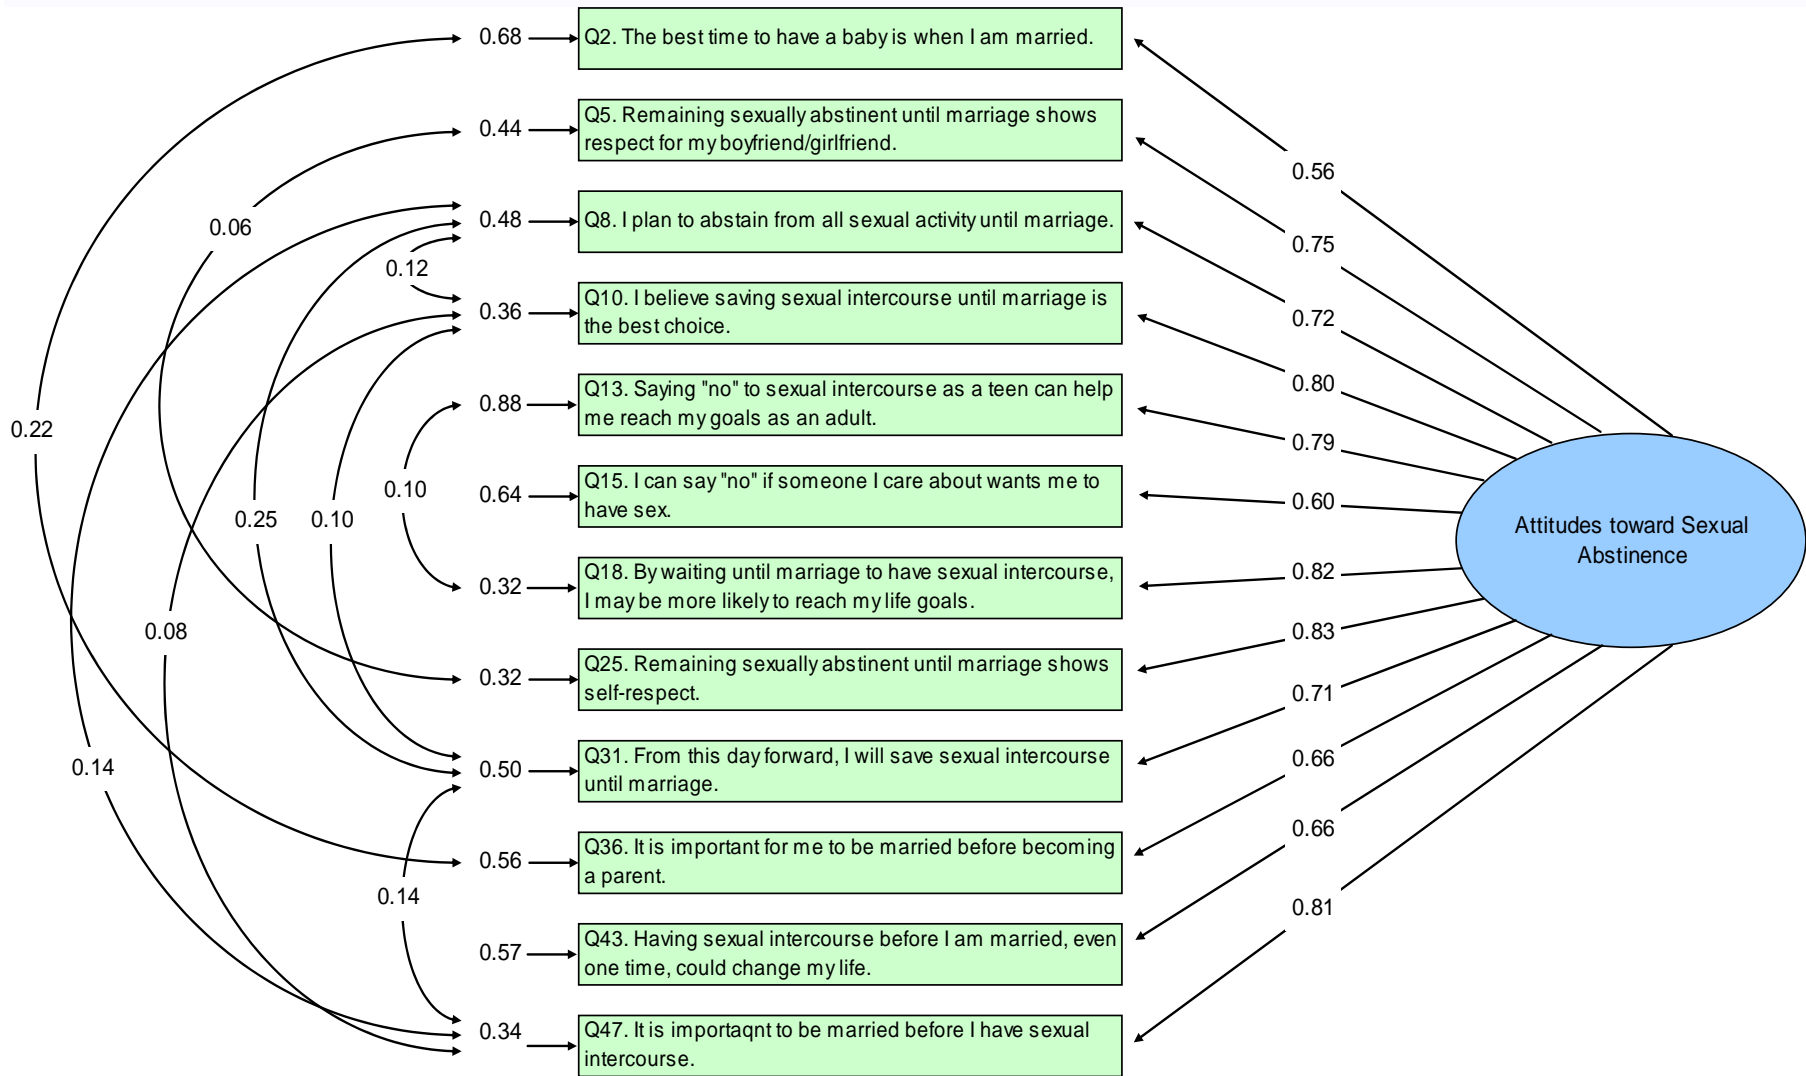 0.68
Q2. The best time to have a baby is when I am married.
0.44
Q5. Remaining sexually abstinent until marriage shows
respect for my boyfriend/girlfriend.
0.48
Q8. I plan to abstain from all sexual activity until marriage.
0.36
Q10. I believe saving sexual intercourse until marriage is
the best choice.
0.88
Q13. Saying "no" to sexual intercourse as a teen can help
me reach my goals as an adult.
0.64
Q15. I can say "no" if someone I care about wants me to
have sex.
0.32
Q18. By waiting until marriage to have sexual intercourse,
I may be more likely to reach my life goals.
0.32
Q25. Remaining sexually abstinent until marriage shows
self-respect.
0.50
Q31. From this day forward, I will save sexual intercourse
until marriage.
0.56
Q36. It is important for me to be married before becoming
a parent.
0.57
Q43. Having sexual intercourse before I am married, even
one time, could change my life.
0.34
Q47. It is importaqnt to be married before I have sexual
intercourse.
0.06
0.12
0.22
0.10
0.25
0.10
0.08
0.14
0.14
0.56
0.75
0.72
0.80
0.79
0.60
0.82
0.83
0.71
0.66
0.66
0.81
Attitudes toward Sexual
Abstinence